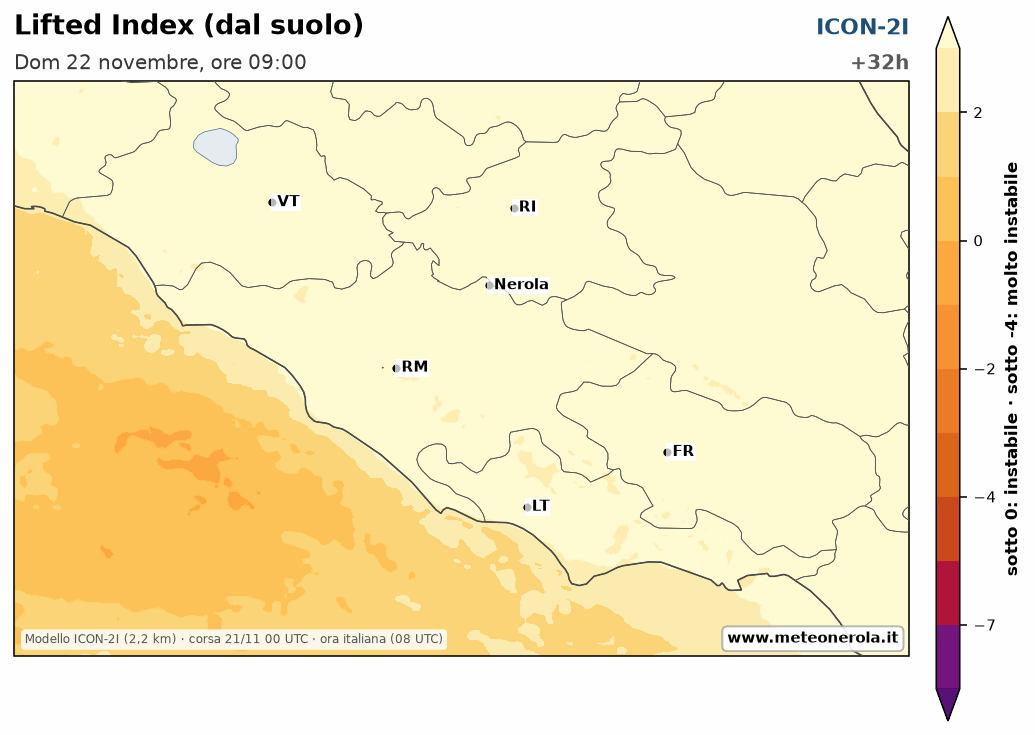 Lifted Index (dal suolo)
ICON-2I
Dom 22 novembre, ore 09:00
+32h
VT
RI
Nerola
RM
FR
LT
Modello ICON-2I (2,2 km) · corsa 21/11 00 UTC · ora italiana (08 UTC)
www.meteonerola.it
2
0
−2
−4
−7
sotto 0: instabile · sotto -4: molto instabile